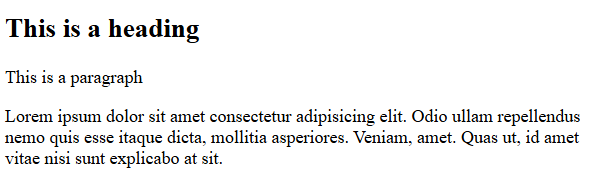 This is a heading
This is a paragraph
Lorem ipsum dolor sit amet consectetur adipisicing elit. Odio ullam repellendus
nemo quis esse itaque dicta, mollitia asperiores. Veniam, amet. Quas ut, id amet
vitae nisi sunt explicabo at sit.